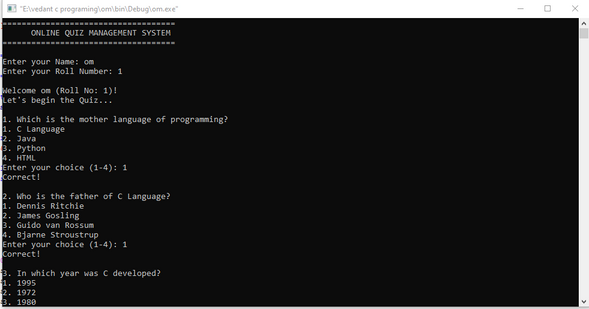 "E:\vedant c programing\om\bin\Debug\om.exe"
====================================
ONLINE QUIZ MANAGEMENT SYSTEM
====================================
Enter your Name: om
Enter your Roll Number: 1
Welcome om (Roll No: 1)!
Let's begin the Quiz...
1. Which is the mother language of programming?
1. C Language
2. Java
3. Python
4. HTML
Enter your choice (1-4): 1
Correct!
2. Who is the father of C Language?
1. Dennis Ritchie
2. James Gosling
3. Guido van Rossum
4. Bjarne Stroustrup
Enter your choice (1-4): 1
Correct!
3. In which year was C developed?
1. 1995
2. 1972
3. 1980